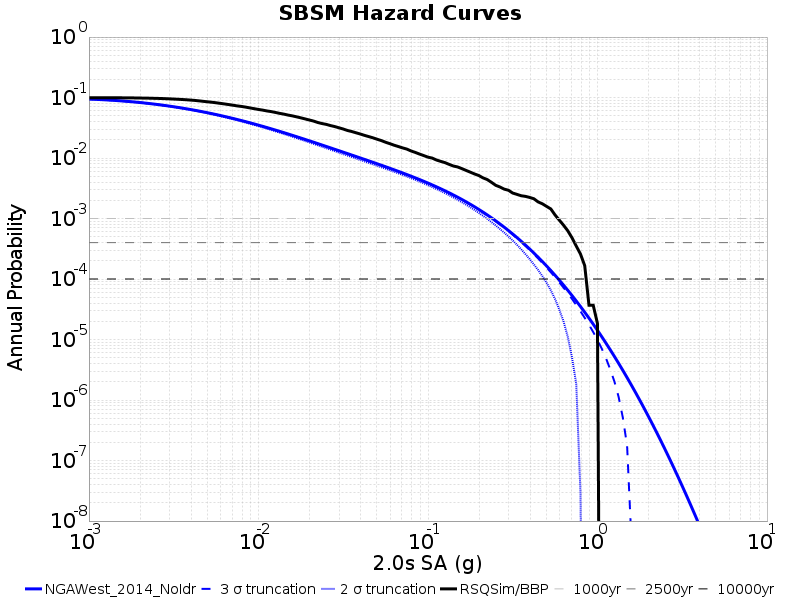 SBSM Hazard Curves
10^0
10^-1
10^-2
10^-3
10^-4
10^-5
10^-6
10^-7
10^-8
Annual Probability
10^-3 10^-2 10^-1 10^0 10^1
2.0s SA (g)
NGAWest_2014_NoIdr 3 σ truncation 2 σ truncation RSQSim/BBP 1000yr 2500yr 10000yr